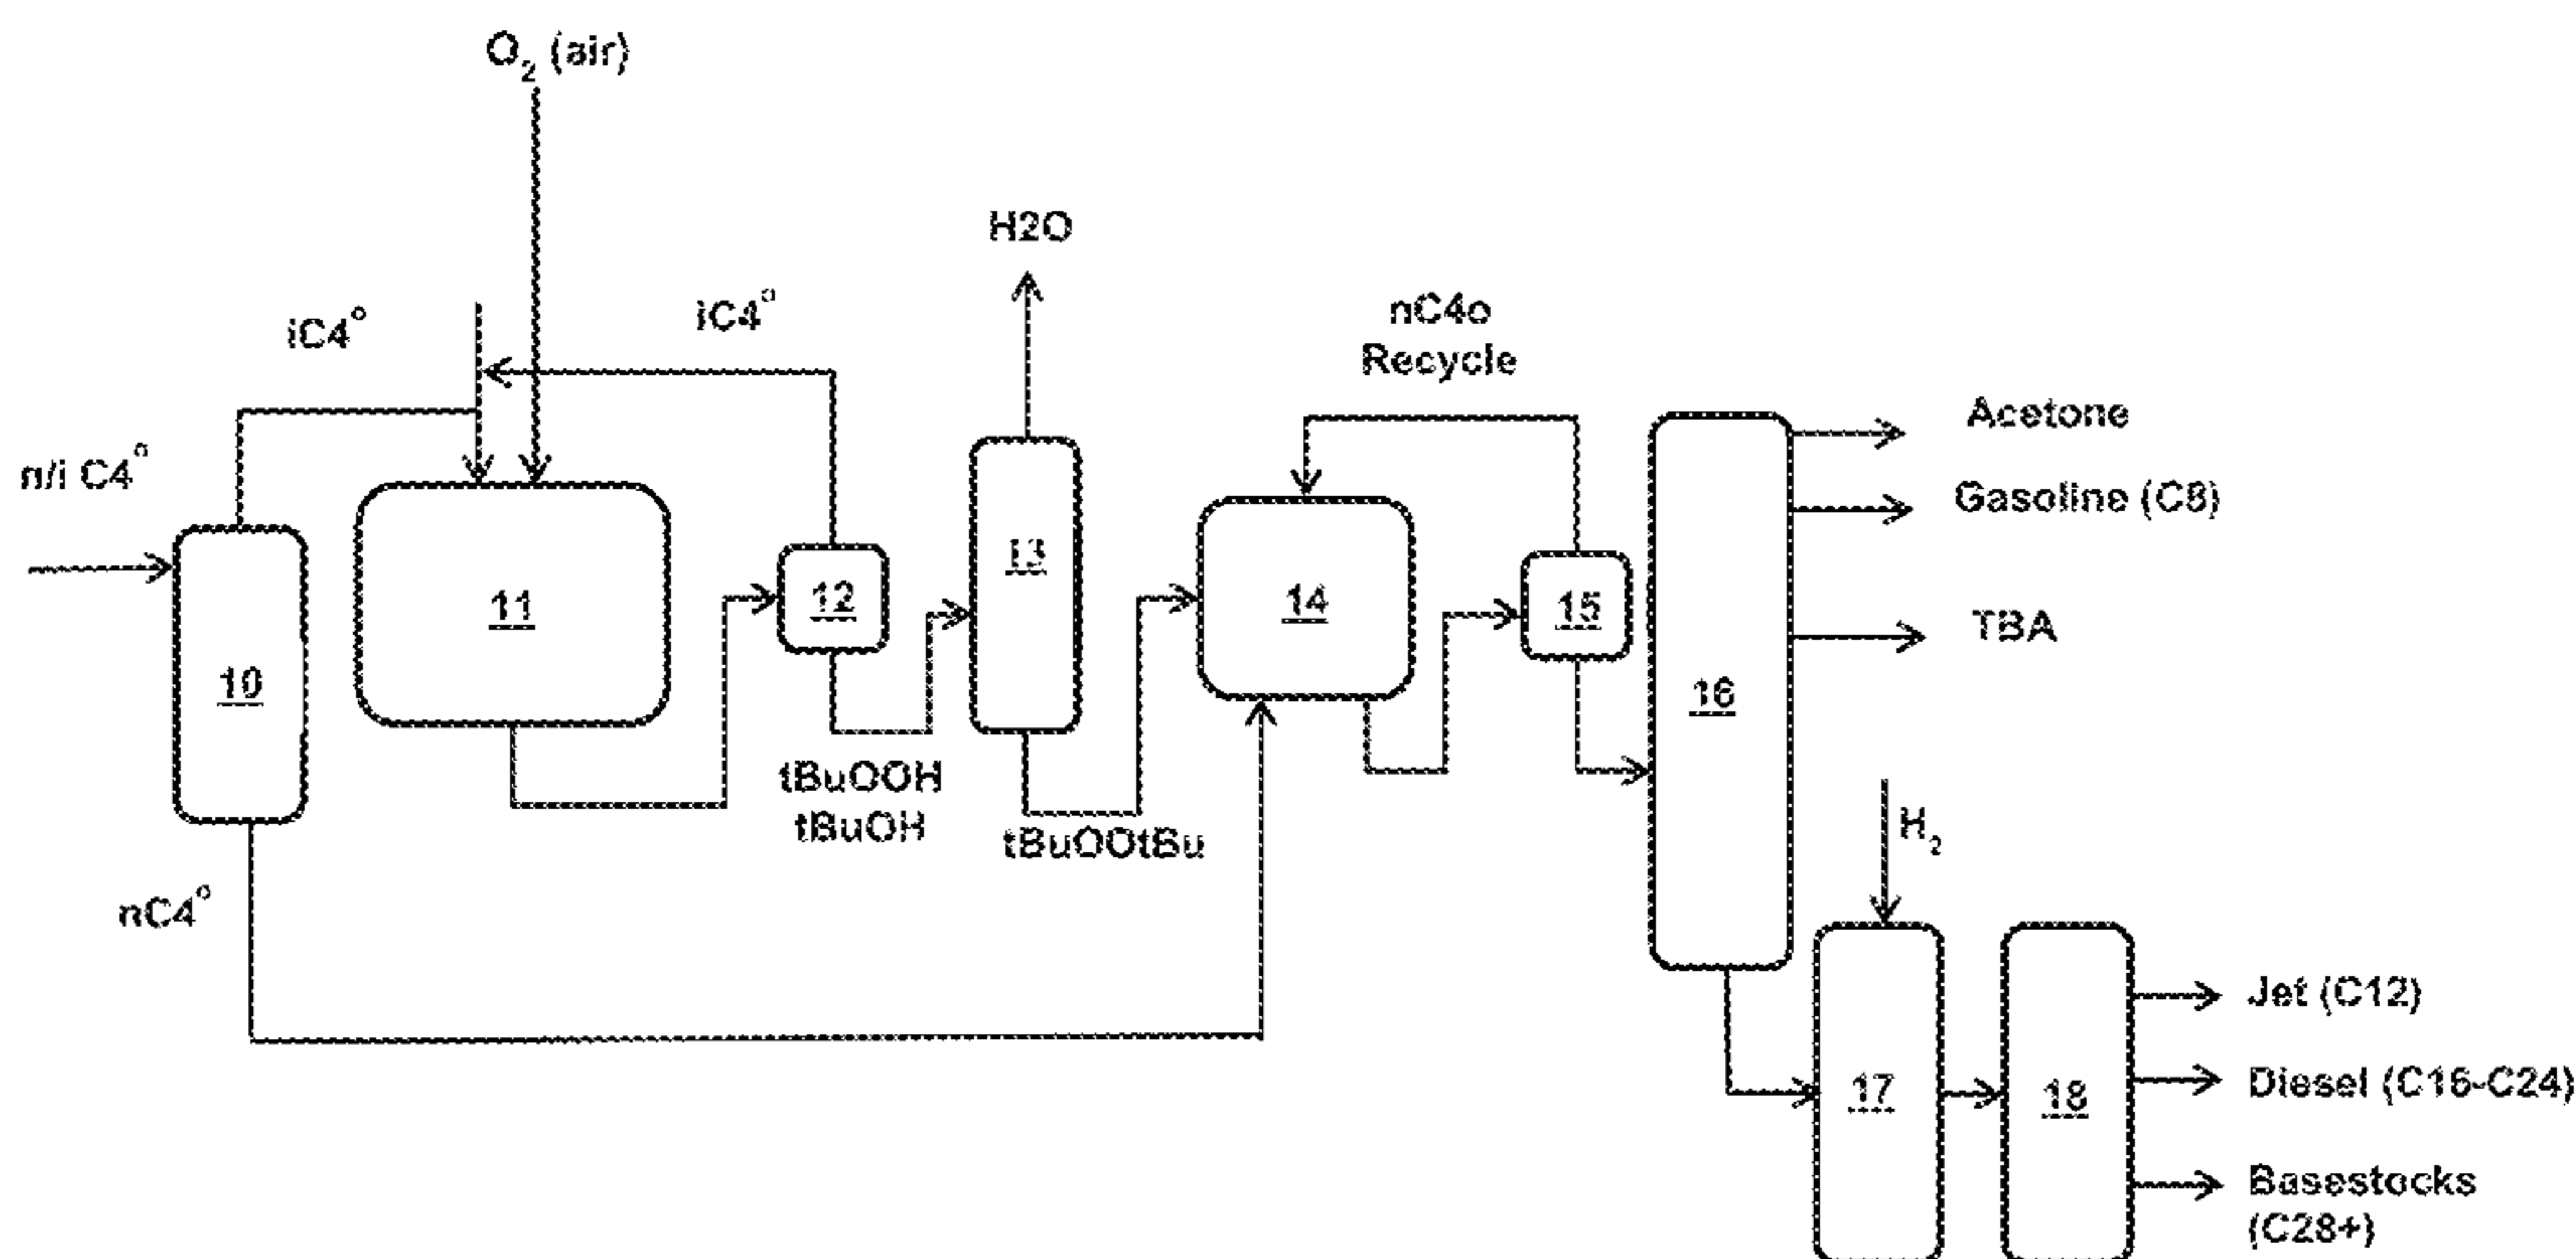 O₂ (air)
H2O
iC4°
iC4°
nC4o
Recycle
n/i C4°
Acetone
Gasoline (C8)
TBA
10
11
12
13
14
15
16
tBuOOH
tBuOH
tBuOOtBu
nC4°
H₂
17
18
Jet (C12)
Diesel (C16-C24)
Basestocks
(C28+)